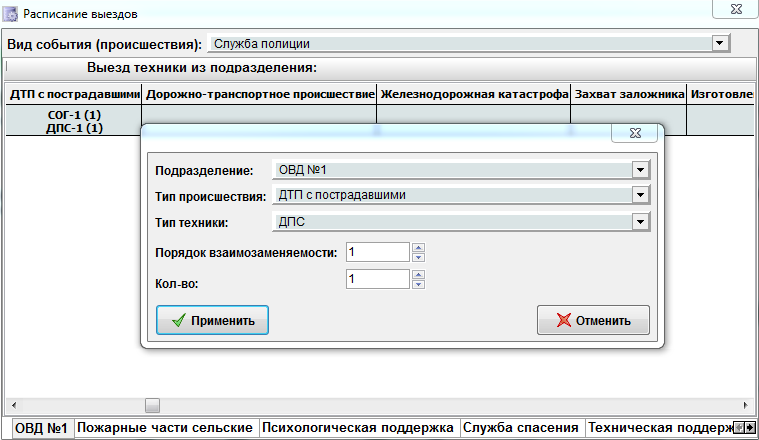 Расписание выездов
Вид события (происшествия): Служба полиции
Выезд техники из подразделения:
ДТП с пострадавшими Дорожно-транспортное происшествие Железнодорожная катастрофа Захват заложника Изготовле
СОГ-1 (1)
ДПС-1 (1)
Подразделение: ОВД №1
Тип происшествия: ДТП с пострадавшими
Тип техники: ДПС
Порядок взаимозаменяемости: 1
Кол-во: 1
Применить Отменить
ОВД №1 Пожарные части сельские Психологическая поддержка Служба спасения Техническая поддерж